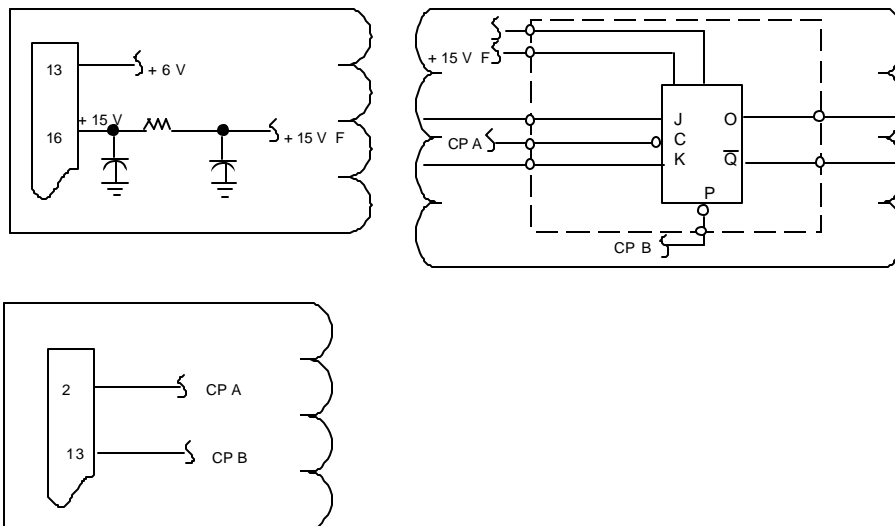 13
+ 6 V
+ 15 V
16
+ 15 V F
+ 15 V F
J O
CP A
C
K Q
P
CP B
2
CP A
13
CP B